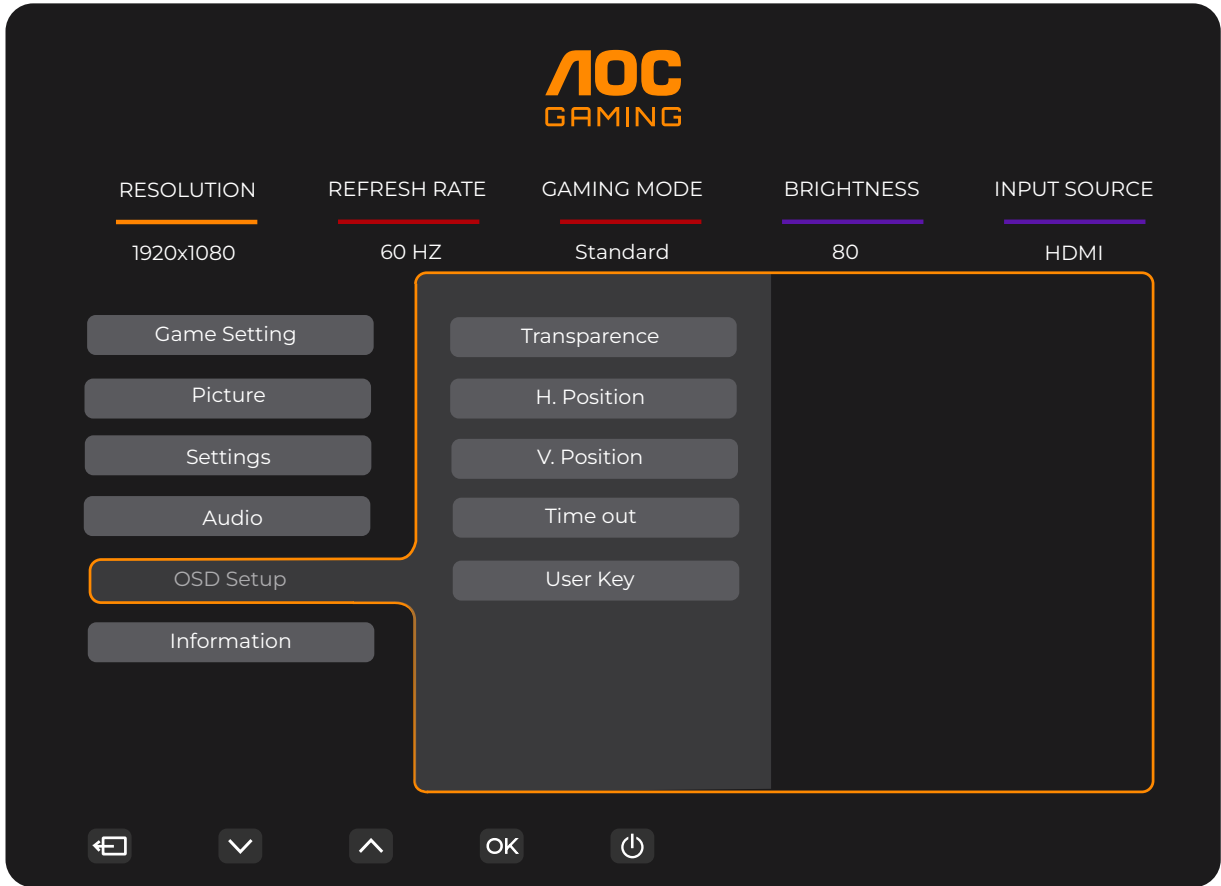 AOC
GAMING
RESOLUTION REFRESH RATE GAMING MODE BRIGHTNESS INPUT SOURCE
1920x1080 60 HZ Standard 80 HDMI
Game Setting
Picture
Settings
Audio
OSD Setup
Information
Transparence
H. Position
V. Position
Time out
User Key
OK